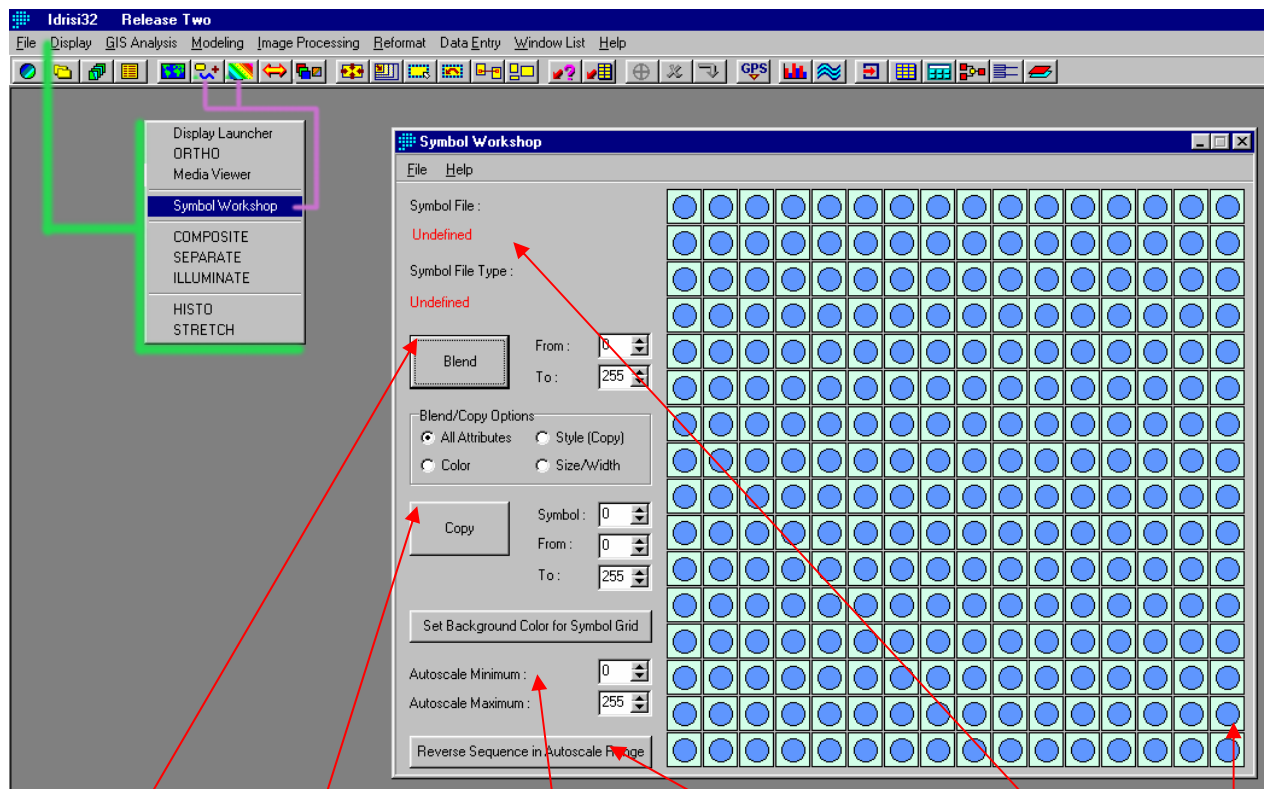 Idrisi32 Release Two
File Display GIS Analysis Modeling Image Processing Reformat Data Entry Window List Help
GPS
Display Launcher
ORTHO
Media Viewer
Symbol Workshop
COMPOSITE
SEPARATE
ILLUMINATE
HISTO
STRETCH
Symbol Workshop
File Help
Symbol File :
Undefined
Symbol File Type :
Undefined
Blend
From : 0
To : 255
Blend/Copy Options
All Attributes Style (Copy)
Color Size/Width
Copy
Symbol : 0
From : 0
To : 255
Set Background Color for Symbol Grid
Autoscale Minimum : 0
Autoscale Maximum : 255
Reverse Sequence in Autoscale Range